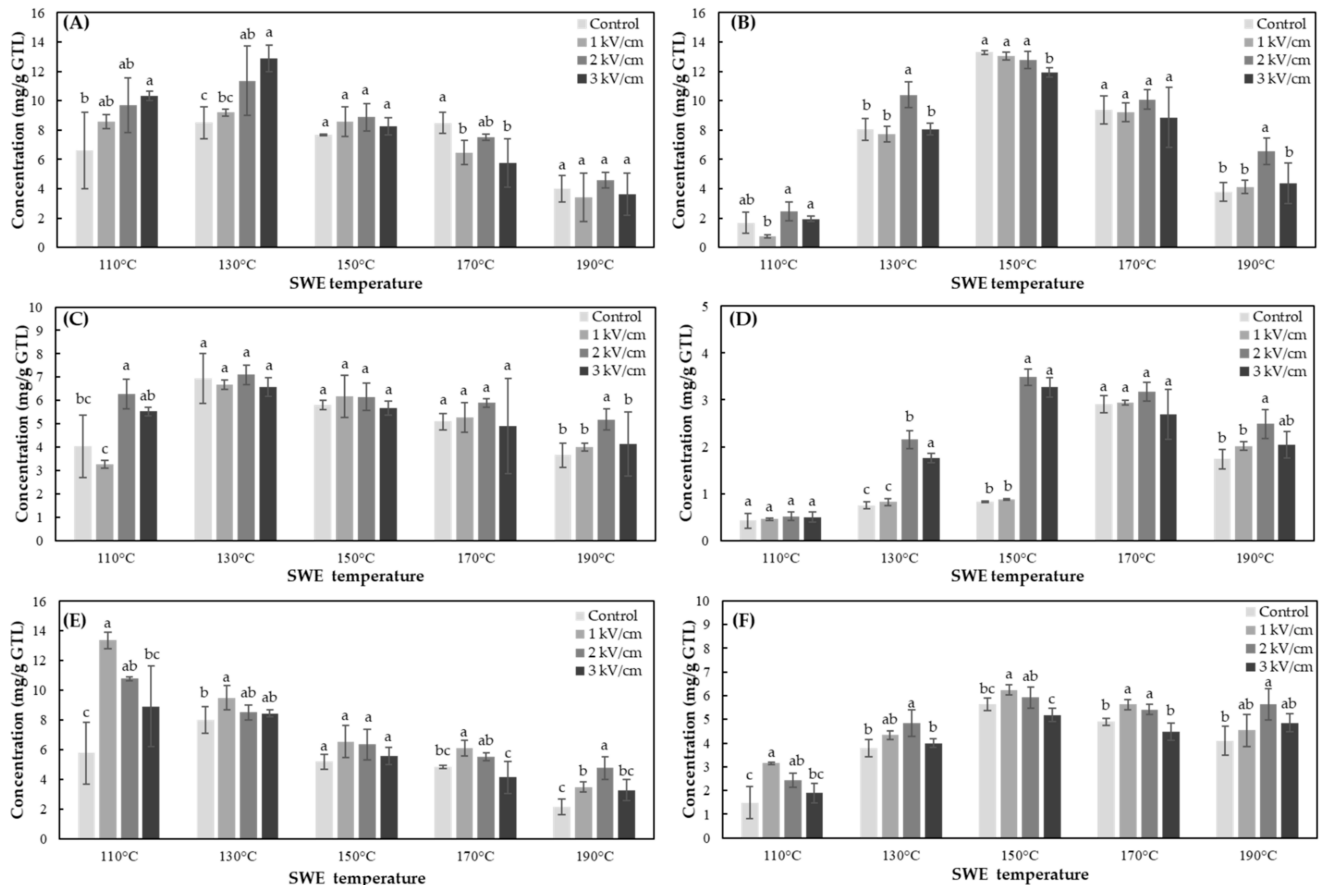 (A)
Control
1 kV/cm
2 kV/cm
3 kV/cm
Concentration (mg/g GTL)
16
14
12
10
8
6
4
2
0
b ab ab a
c bc ab a
a a a a
a b ab b
a a a a
110°C 130°C 150°C 170°C 190°C
SWE temperature
(B)
Control
1 kV/cm
2 kV/cm
3 kV/cm
Concentration (mg/g GTL)
16
14
12
10
8
6
4
2
0
ab b a a
b b a b
a a a b
a a a a
b b a b
110°C 130°C 150°C 170°C 190°C
SWE temperature
(C)
Control
1 kV/cm
2 kV/cm
3 kV/cm
Concentration (mg/g GTL)
10
9
8
7
6
5
4
3
2
1
0
bc c a ab
a a a a
a a a a
a a a a
b b a b
110°C 130°C 150°C 170°C 190°C
SWE temperature
(D)
Control
1 kV/cm
2 kV/cm
3 kV/cm
Concentration (mg/g GTL)
5
4
3
2
1
0
a a a a
c c b a
b b a a
a a a a
b b a ab
110°C 130°C 150°C 170°C 190°C
SWE temperature
(E)
Control
1 kV/cm
2 kV/cm
3 kV/cm
Concentration (mg/g GTL)
16
14
12
10
8
6
4
2
0
c a ab bc
b a ab ab
a a a a
bc a ab c
c b a bc
110°C 130°C 150°C 170°C 190°C
SWE temperature
(F)
Control
1 kV/cm
2 kV/cm
3 kV/cm
Concentration (mg/g GTL)
10
9
8
7
6
5
4
3
2
1
0
c a ab bc
b ab a b
bc a ab c
b a a b
b ab a ab
110°C 130°C 150°C 170°C 190°C
SWE temperature